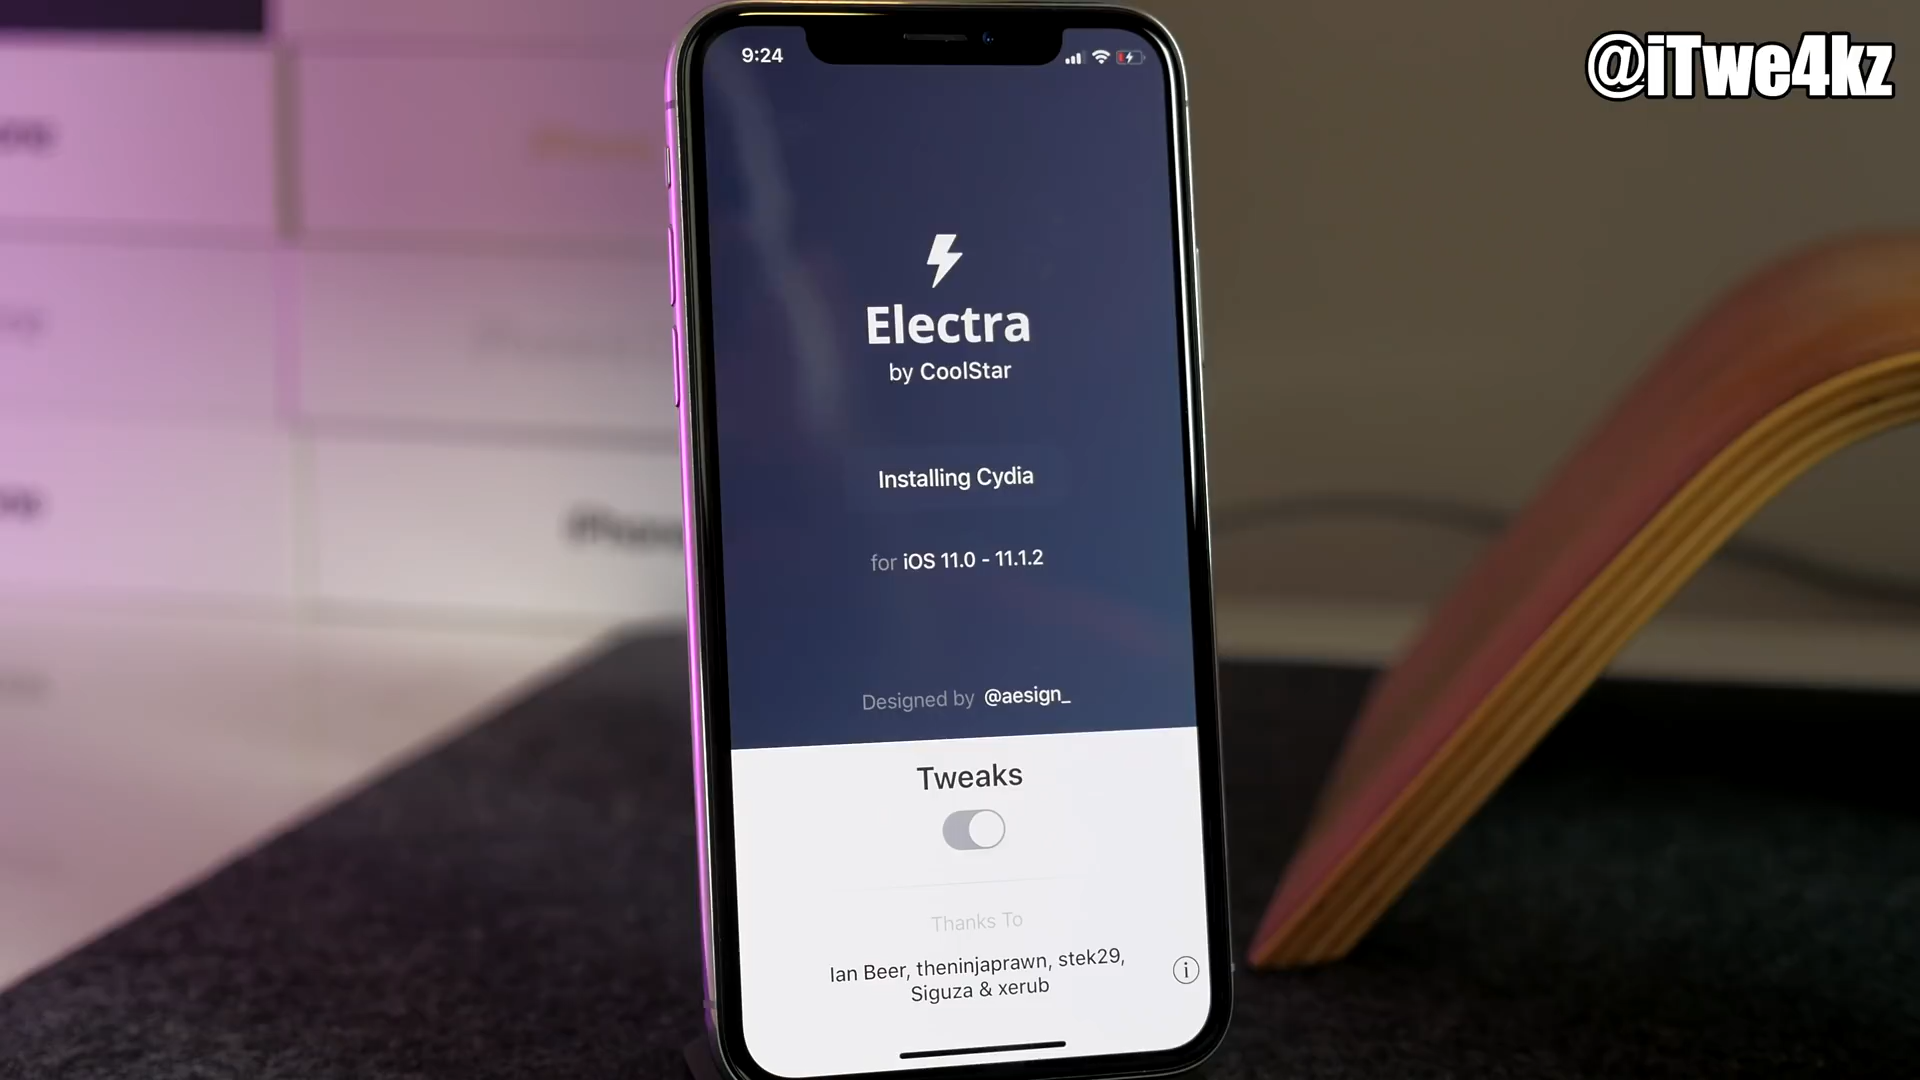 @iTwe4kz
9:24
Electra
by CoolStar
Installing Cydia
for iOS 11.0 - 11.1.2
Designed by @aesign_
Tweaks
Thanks To
Ian Beer, theninjaprawn, stek29,
Siguza & xerub